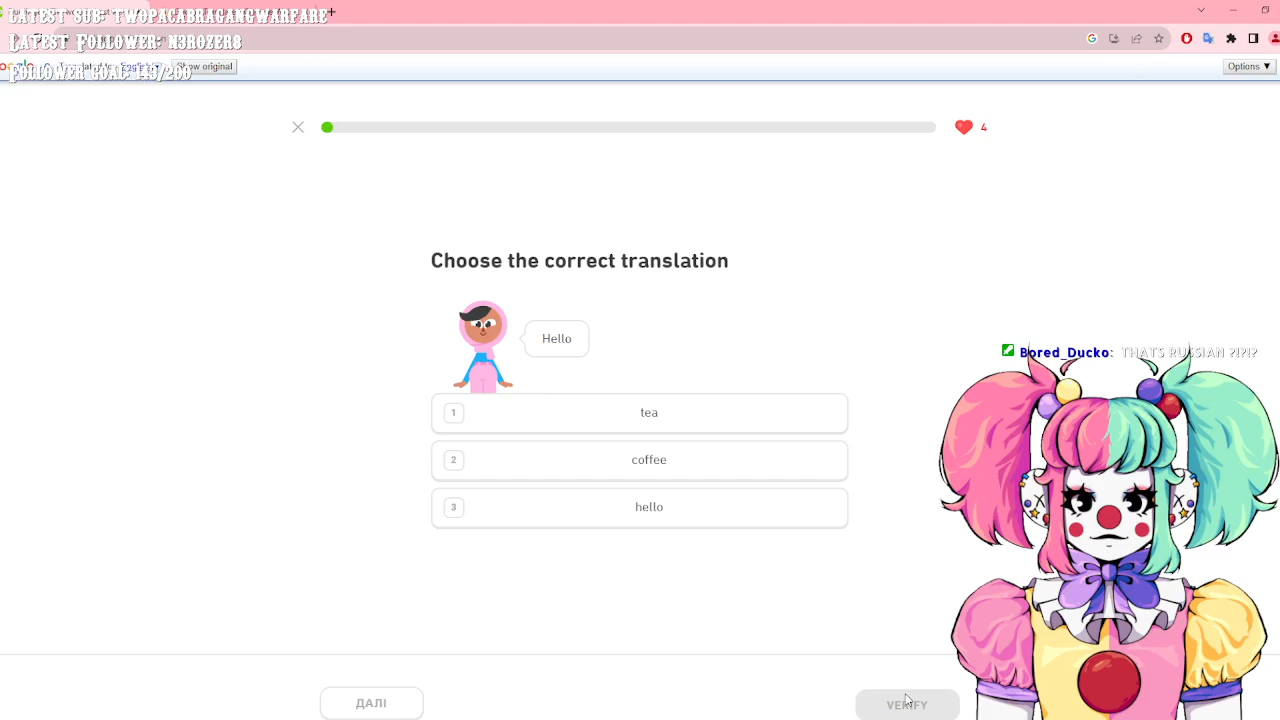 LATEST SUB: TWOPACABRAGANGWARFARE
LATEST FOLLOWER: N3ROZER8
FOLLOWER GOAL: 149/200
Show original
Options ▼
4
Choose the correct translation
Hello
1 tea
2 coffee
3 hello
Bored_Ducko: THATS RUSSIAN ?!?!?
ДАЛІ
VERIFY